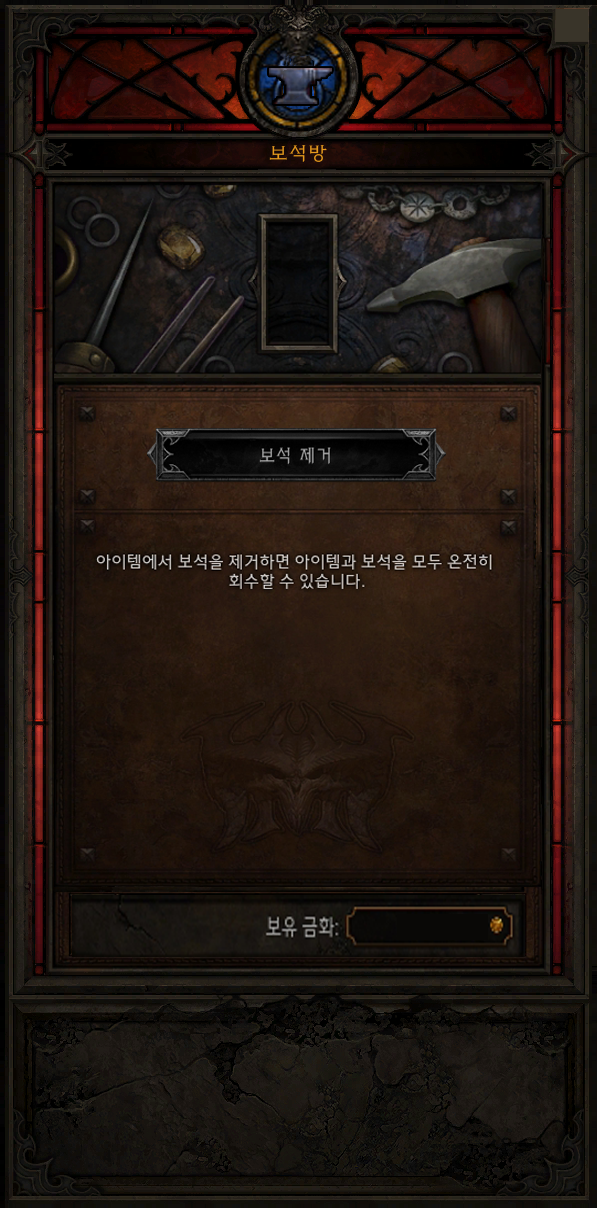 보석방
보석 제거
아이템에서 보석을 제거하면 아이템과 보석을 모두 온전히
회수할 수 있습니다.
보유 금화: